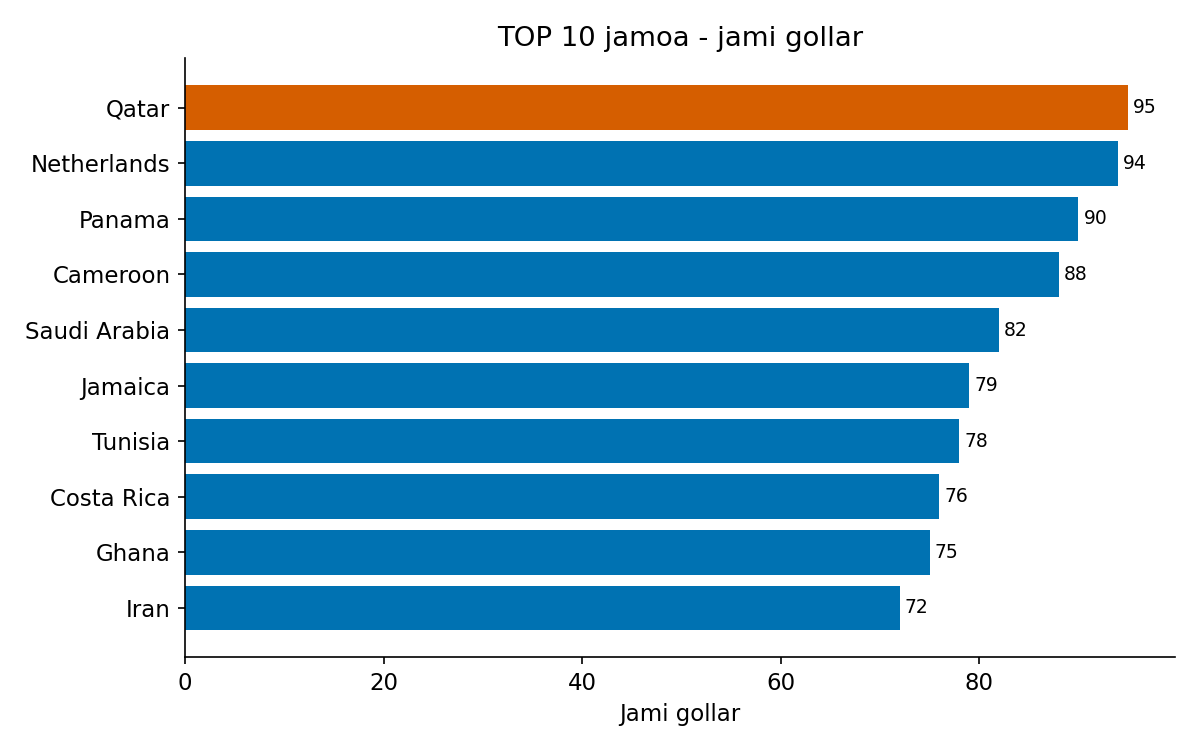 TOP 10 jamoa - jami gollar
Qatar 95
Netherlands 94
Panama 90
Cameroon 88
Saudi Arabia 82
Jamaica 79
Tunisia 78
Costa Rica 76
Ghana 75
Iran 72
0 20 40 60 80
Jami gollar